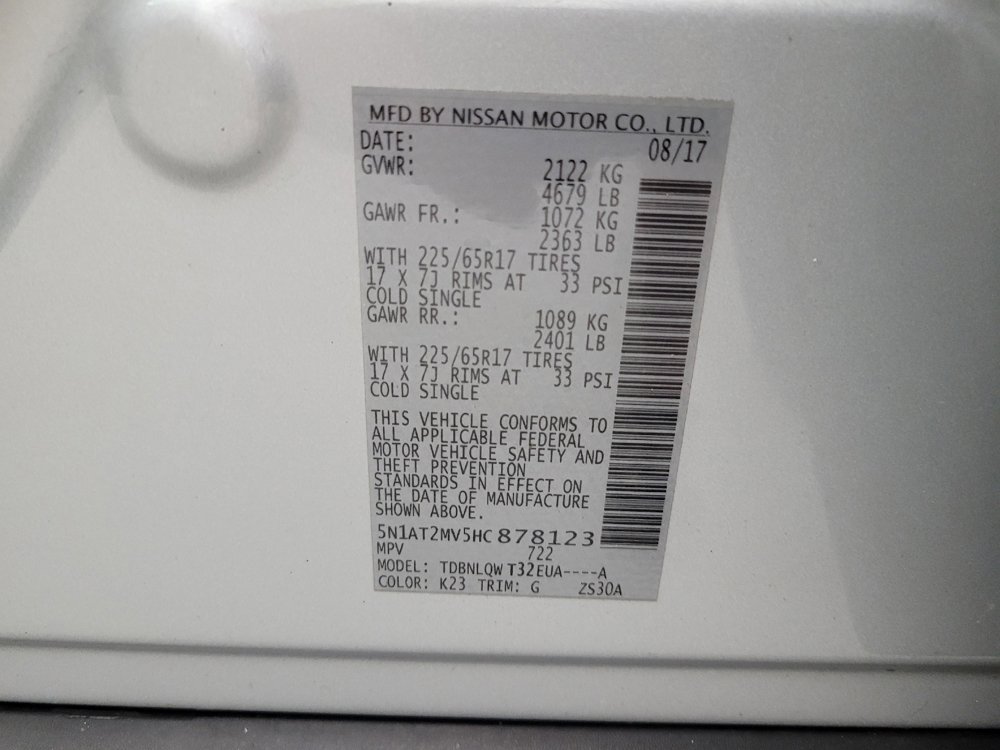 MFD BY NISSAN MOTOR CO., LTD.
DATE: 08/17
GVWR: 2122 KG
4679 LB
GAWR FR.: 1072 KG
2363 LB
WITH 225/65R17 TIRES
17 X 7J RIMS AT 33 PSI
COLD SINGLE
GAWR RR.: 1089 KG
2401 LB
WITH 225/65R17 TIRES
17 X 7J RIMS AT 33 PSI
COLD SINGLE
THIS VEHICLE CONFORMS TO
ALL APPLICABLE FEDERAL
MOTOR VEHICLE SAFETY AND
THEFT PREVENTION
STANDARDS IN EFFECT ON
THE DATE OF MANUFACTURE
SHOWN ABOVE.
5N1AT2MV5HC878123
MPV 722
MODEL: TDBNLQW T32EUA----A
COLOR: K23 TRIM: G ZS30A